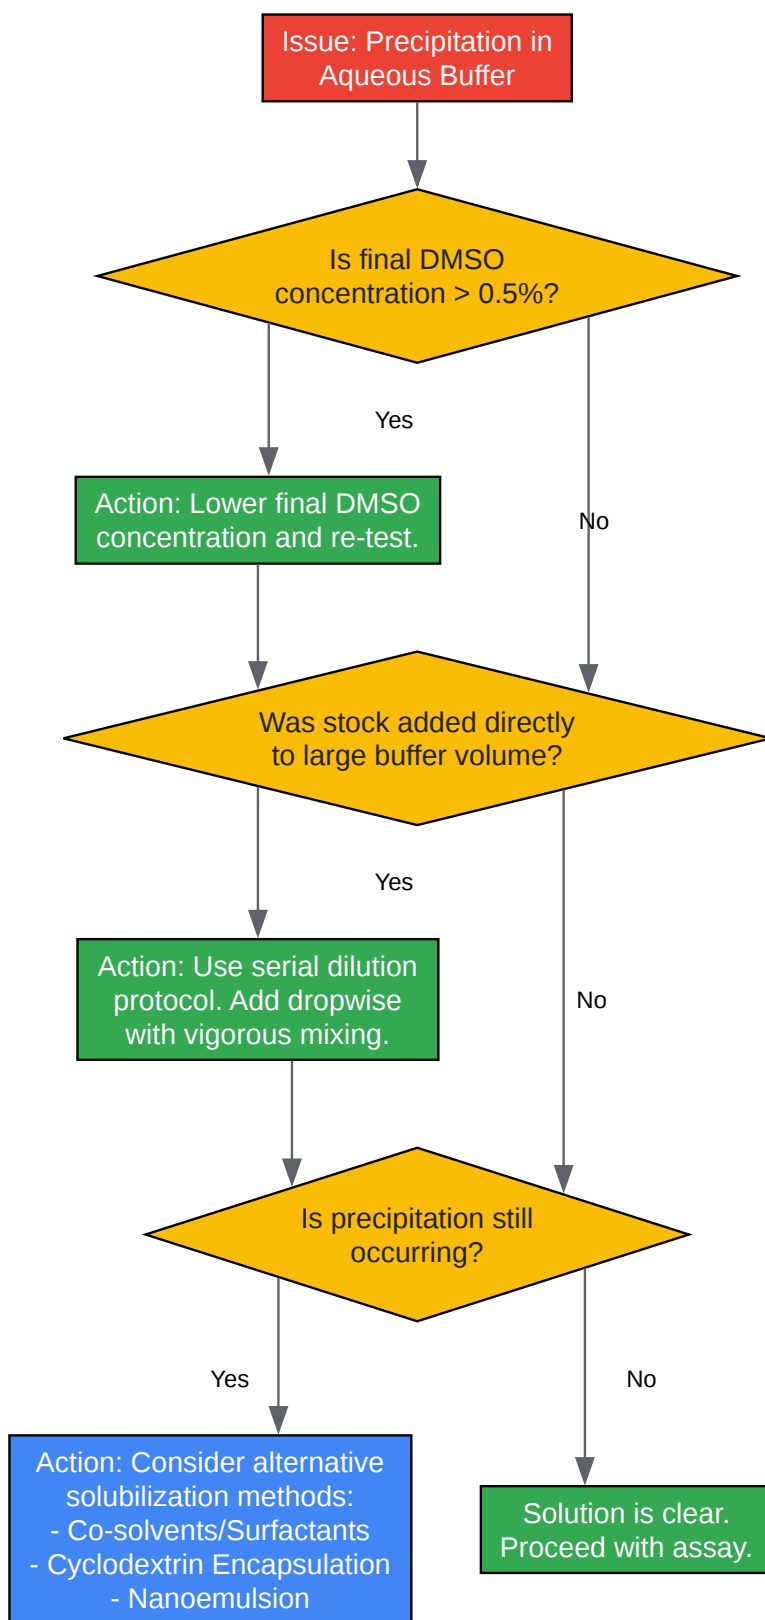 Issue: Precipitation in
Aqueous Buffer
Is final DMSO
concentration > 0.5%?
Yes
Action: Lower final DMSO
concentration and re-test.
No
Was stock added directly
to large buffer volume?
Yes
Action: Use serial dilution
protocol. Add dropwise
with vigorous mixing.
No
Is precipitation still
occurring?
Yes
No
Action: Consider alternative
solubilization methods:
- Co-solvents/Surfactants
- Cyclodextrin Encapsulation
- Nanoemulsion
Solution is clear.
Proceed with assay.